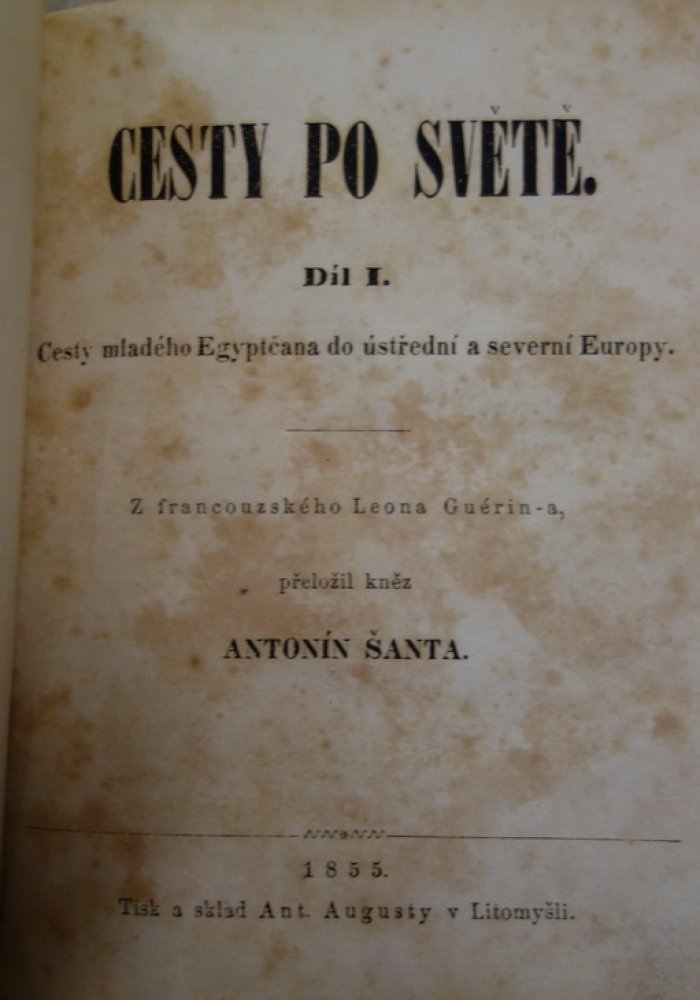 CESTY PO SVĚTĚ.
Díl I.
Cesty mladého Egyptčana do ústřední a severní Europy.
Z francouzského Leona Guérin-a,
přeložil kněz
ANTONÍN ŠANTA.
1855.
Tisk a sklad Ant. Augusty v Litomyšli.